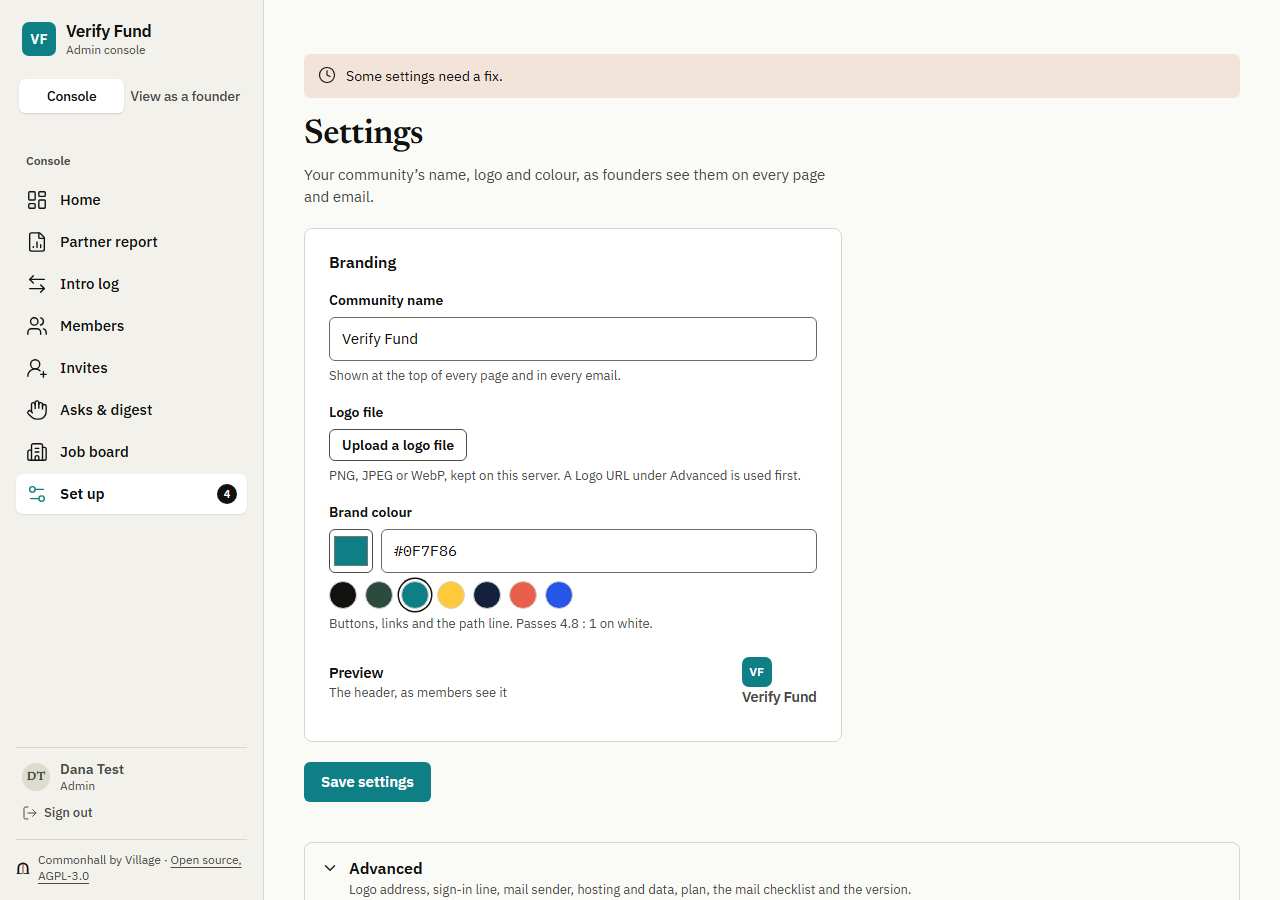 VF
Verify Fund
Admin console
Console
View as a founder
Console
Home
Partner report
Intro log
Members
Invites
Asks & digest
Job board
Set up
4
DT
Dana Test
Admin
Sign out
Commonhall by Village · Open source,
AGPL-3.0
Some settings need a fix.
Settings
Your community’s name, logo and colour, as founders see them on every page
and email.
Branding
Community name
Verify Fund
Shown at the top of every page and in every email.
Logo file
Upload a logo file
PNG, JPEG or WebP, kept on this server. A Logo URL under Advanced is used first.
Brand colour
#0F7F86
Buttons, links and the path line. Passes 4.8 : 1 on white.
Preview
The header, as members see it
VF
Verify Fund
Save settings
Advanced
Logo address, sign-in line, mail sender, hosting and data, plan, the mail checklist and the version.